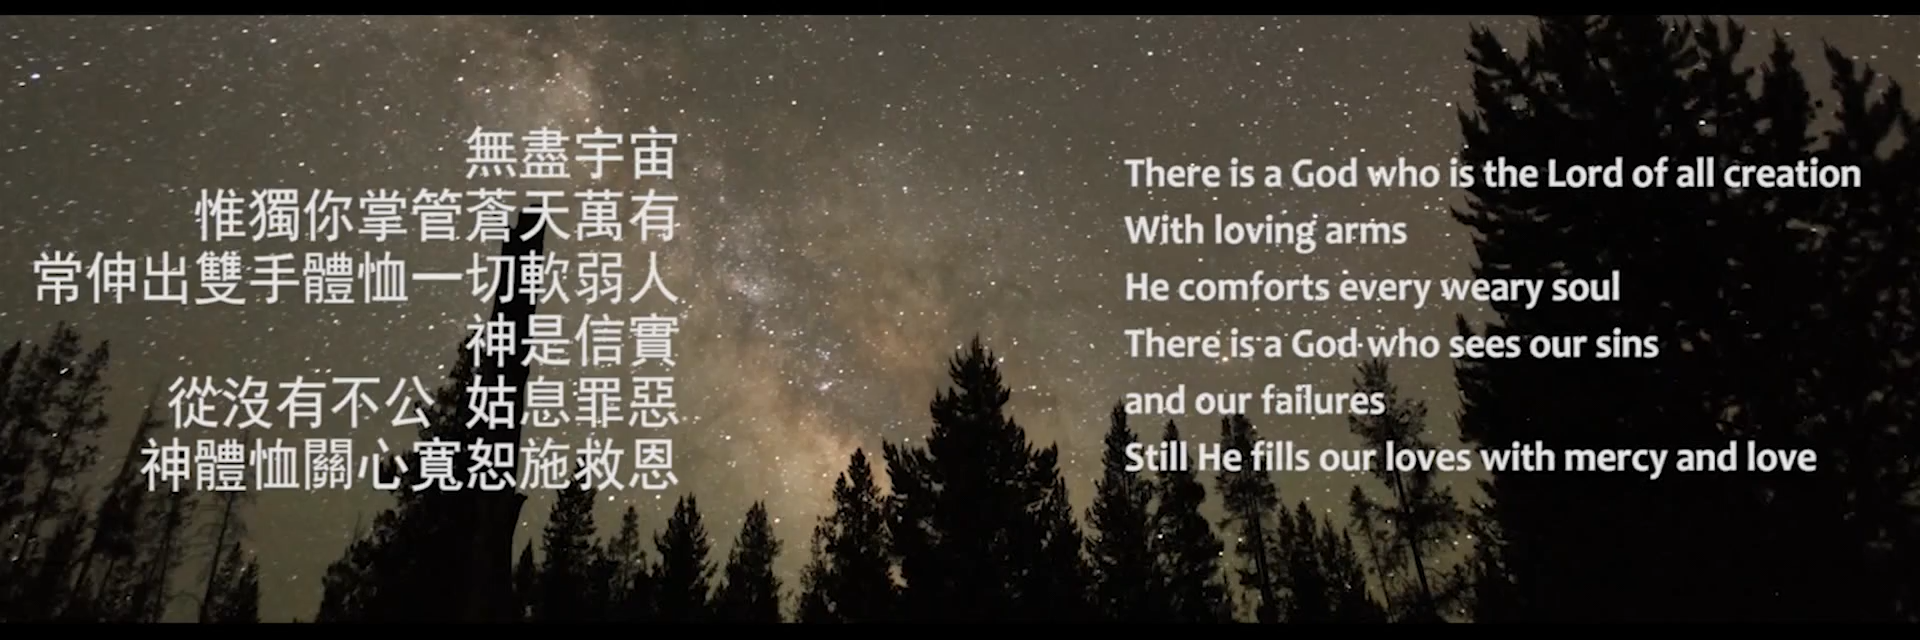 無盡宇宙
惟獨你掌管蒼天萬有
常伸出雙手體恤一切軟弱人
神是信實
從沒有不公 姑息罪惡
神體恤關心寬恕施救恩
There is a God who is the Lord of all creation
With loving arms
He comforts every weary soul
There is a God who sees our sins
and our failures
Still He fills our loves with mercy and love